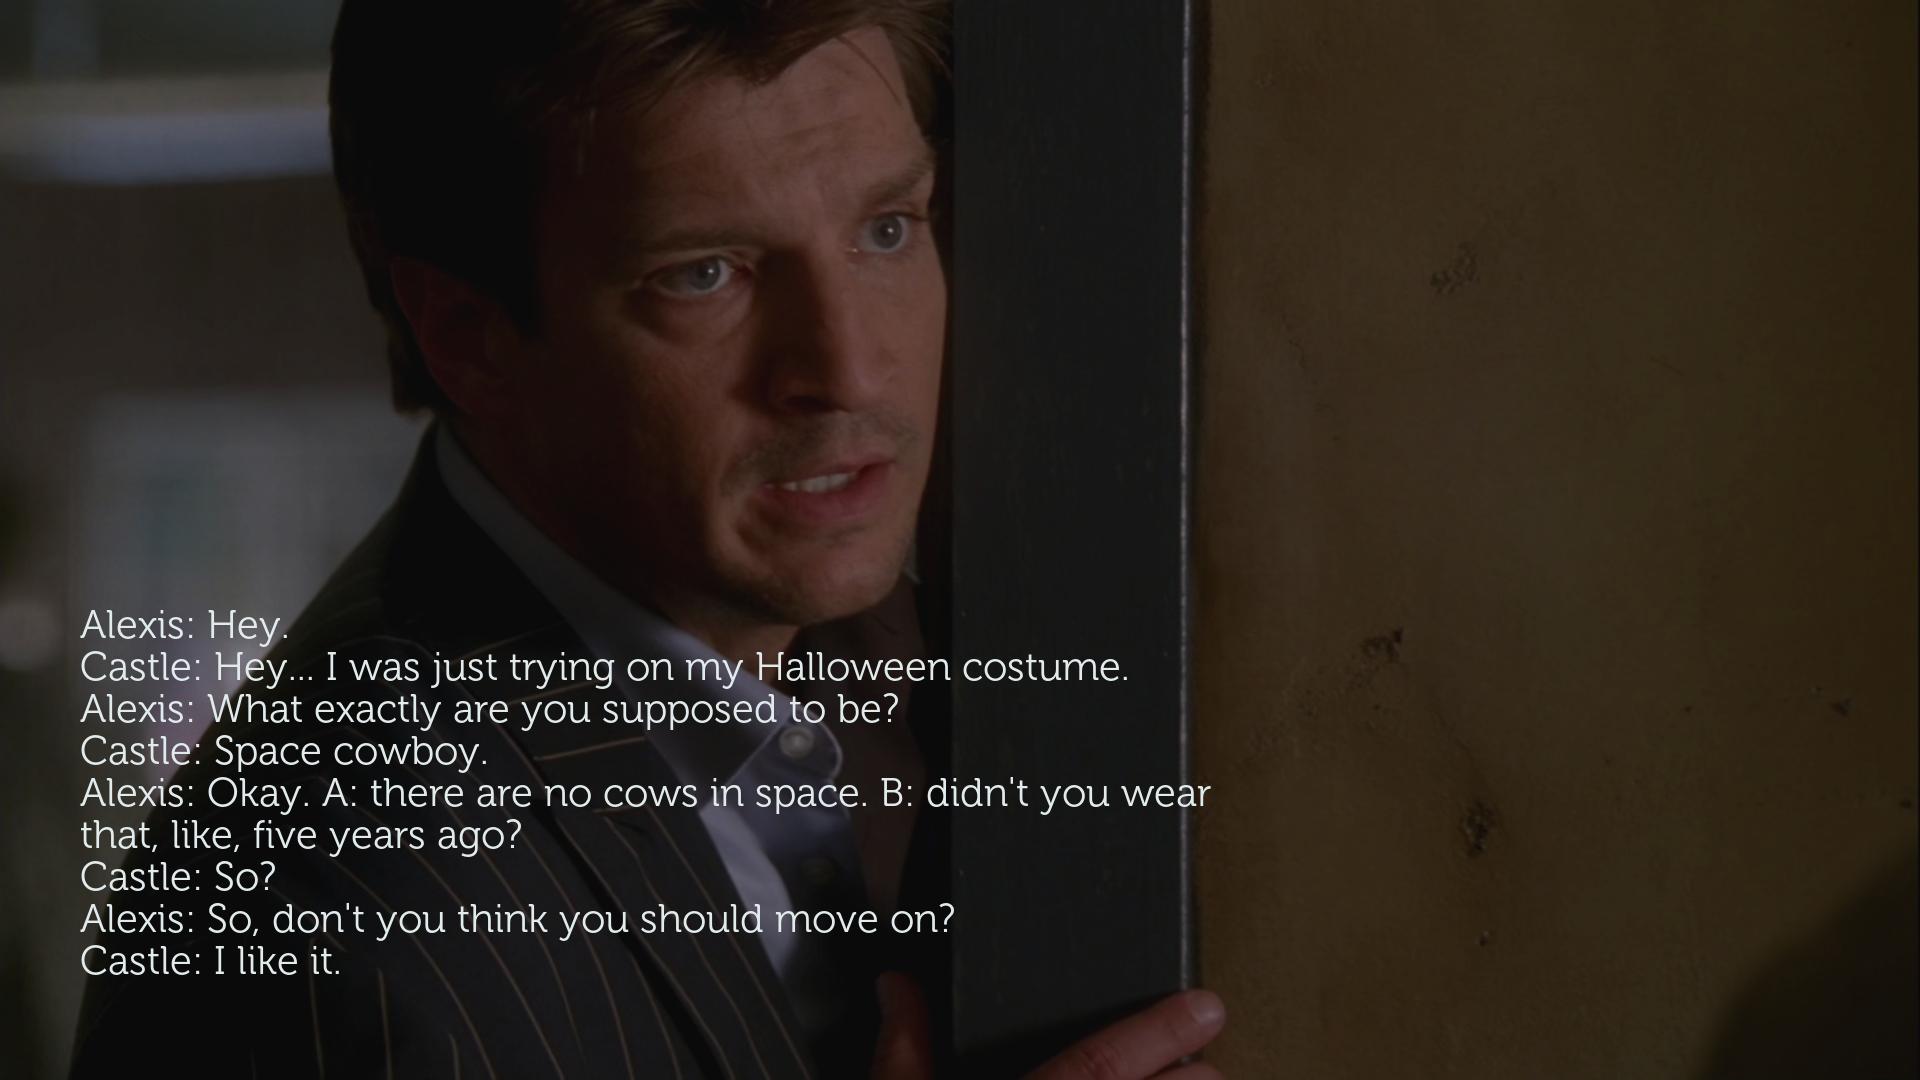 Alexis: Hey.
Castle: Hey... I was just trying on my Halloween costume.
Alexis: What exactly are you supposed to be?
Castle: Space cowboy.
Alexis: Okay. A: there are no cows in space. B: didn't you wear
that, like, five years ago?
Castle: So?
Alexis: So, don't you think you should move on?
Castle: I like it.